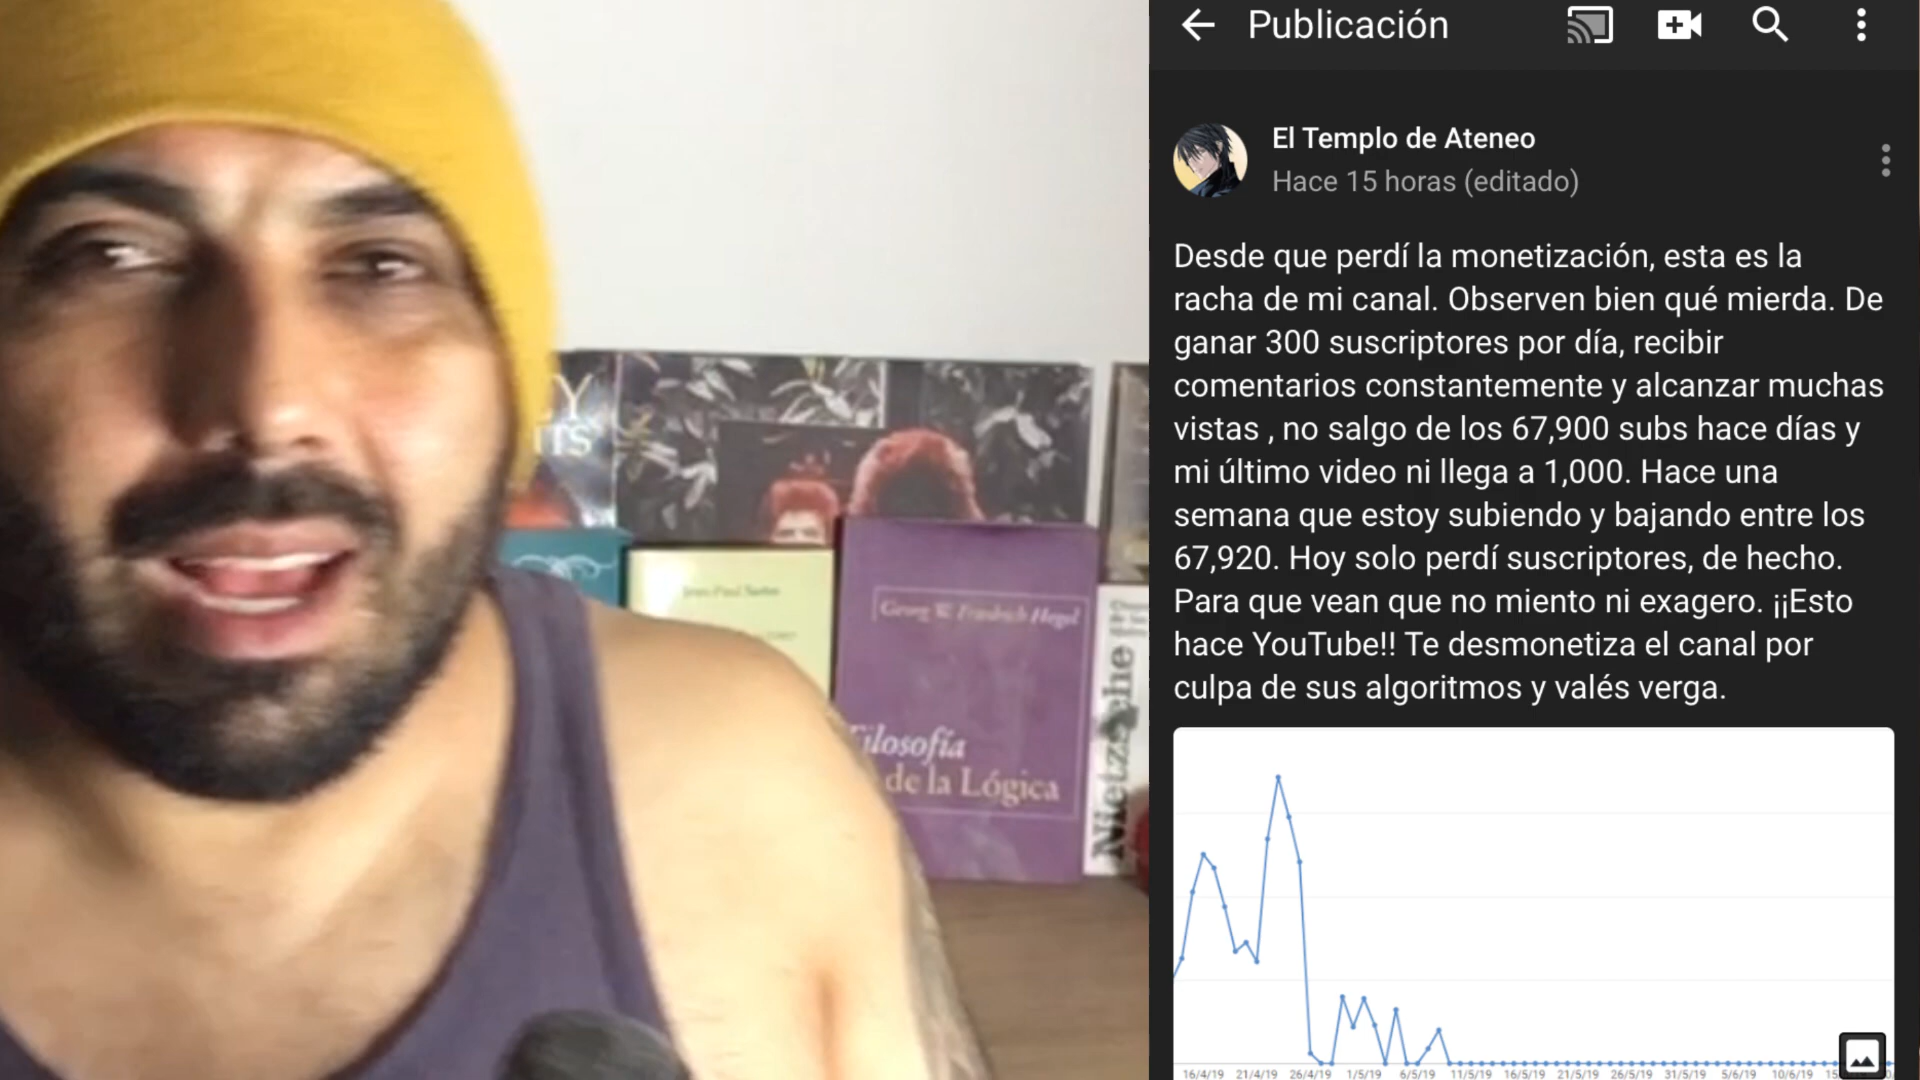 Publicación
El Templo de Ateneo
Hace 15 horas (editado)
Desde que perdí la monetización, esta es la
racha de mi canal. Observen bien qué mierda. De
ganar 300 suscriptores por día, recibir
comentarios constantemente y alcanzar muchas
vistas , no salgo de los 67,900 subs hace días y
mi último video ni llega a 1,000. Hace una
semana que estoy subiendo y bajando entre los
67,920. Hoy solo perdí suscriptores, de hecho.
Para que vean que no miento ni exagero. ¡¡Esto
hace YouTube!! Te desmonetiza el canal por
culpa de sus algoritmos y valés verga.
16/4/19 21/4/19 26/4/19 1/5/19 6/5/19 11/5/19 16/5/19 21/5/19 26/5/19 31/5/19 5/6/19 10/6/19
Jean-Paul Sartre
Georg W. Friedrich Hegel
Filosofía
de la Lógica
Nietzsche